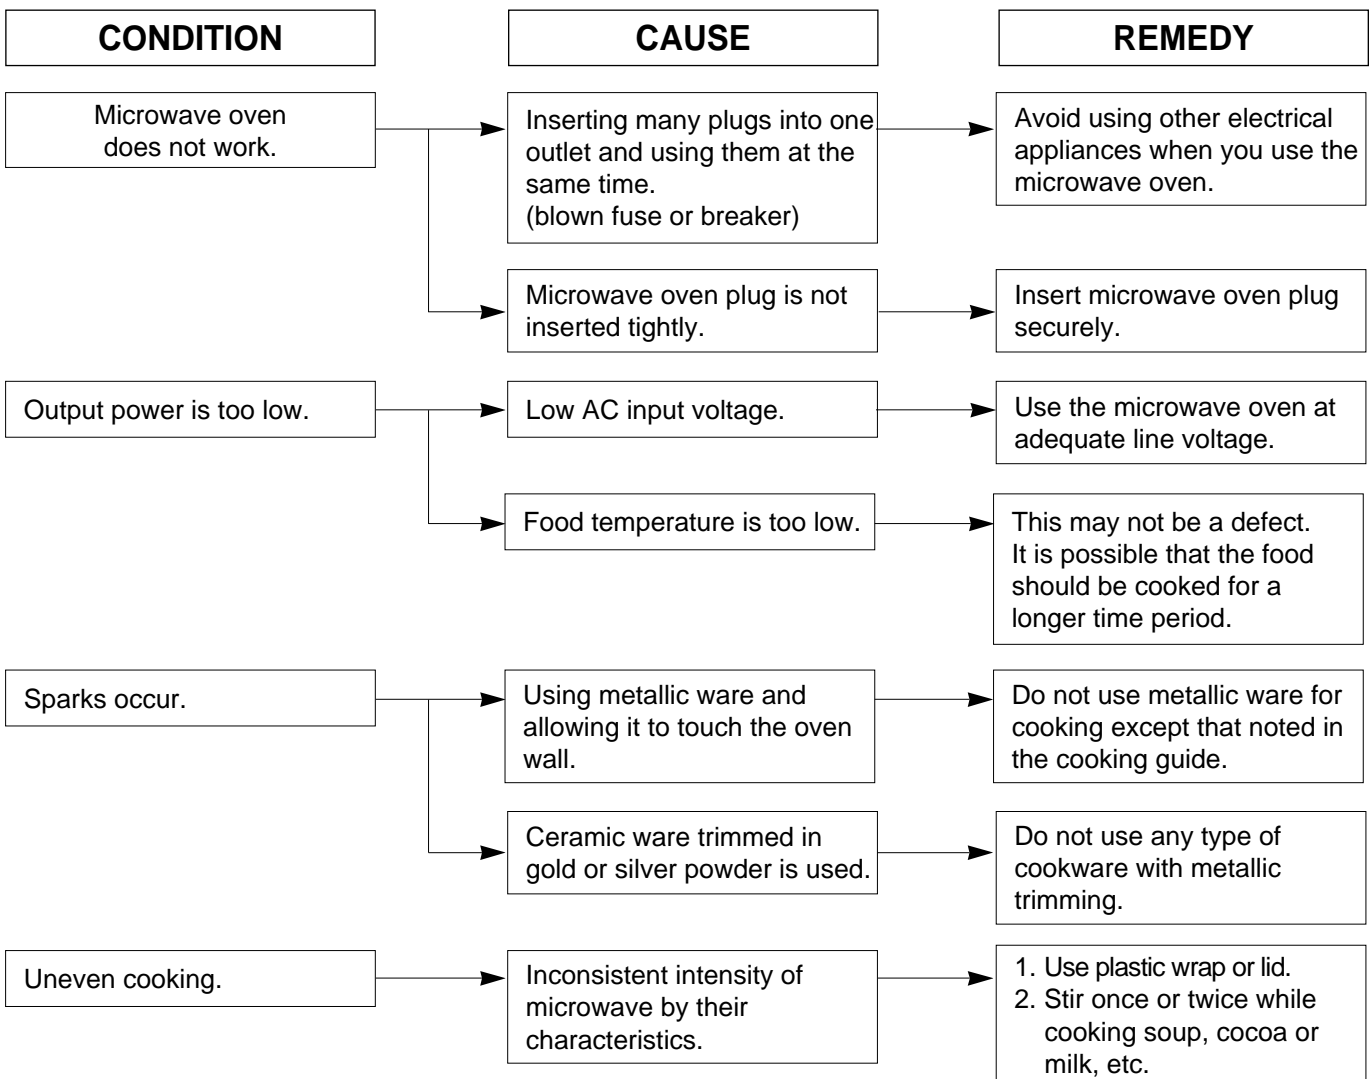 CONDITION
CAUSE
REMEDY
Microwave oven
does not work.
Inserting many plugs into one
outlet and using them at the
same time.
(blown fuse or breaker)
Avoid using other electrical
appliances when you use the
microwave oven.
Microwave oven plug is not
inserted tightly.
Insert microwave oven plug
securely.
Output power is too low.
Low AC input voltage.
Use the microwave oven at
adequate line voltage.
Food temperature is too low.
This may not be a defect.
It is possible that the food
should be cooked for a
longer time period.
Sparks occur.
Using metallic ware and
allowing it to touch the oven
wall.
Do not use metallic ware for
cooking except that noted in
the cooking guide.
Ceramic ware trimmed in
gold or silver powder is used.
Do not use any type of
cookware with metallic
trimming.
Uneven cooking.
Inconsistent intensity of
microwave by their
characteristics.
1. Use plastic wrap or lid.
2. Stir once or twice while
cooking soup, cocoa or
milk, etc.